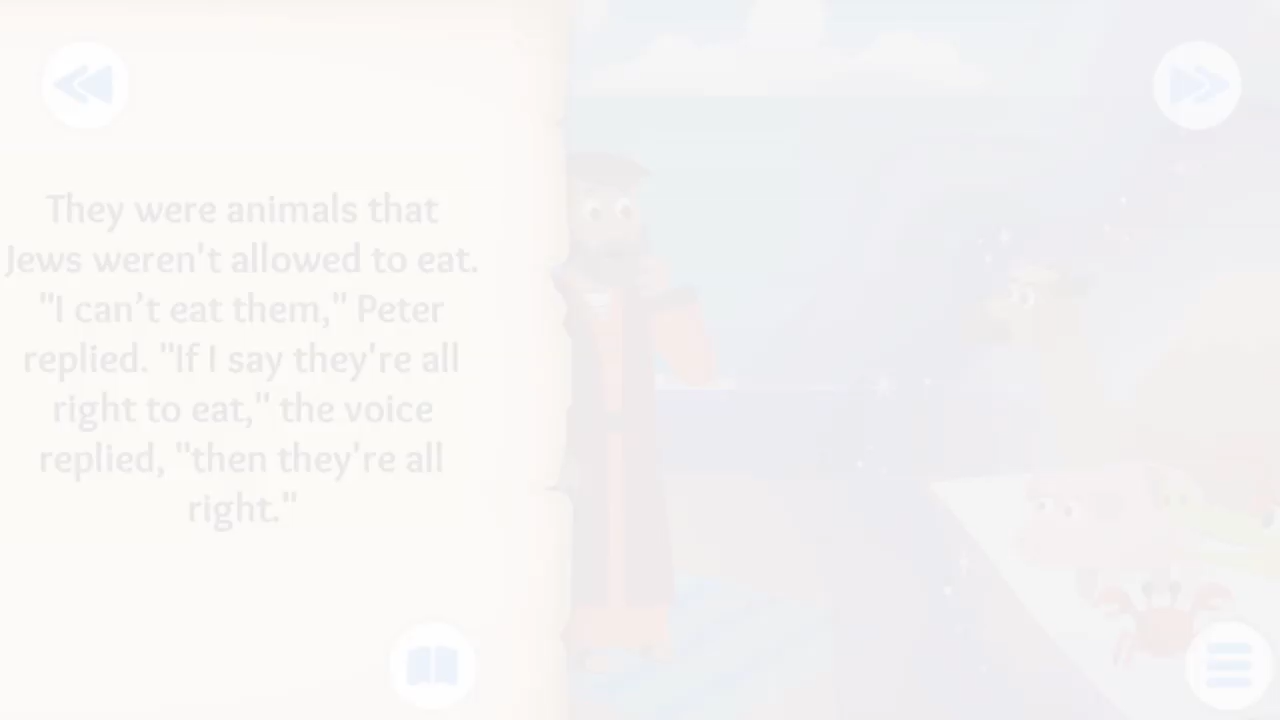 They were animals that
Jews weren't allowed to eat.
"I can’t eat them," Peter
replied. "If I say they're all
right to eat," the voice
replied, "then they're all
right."